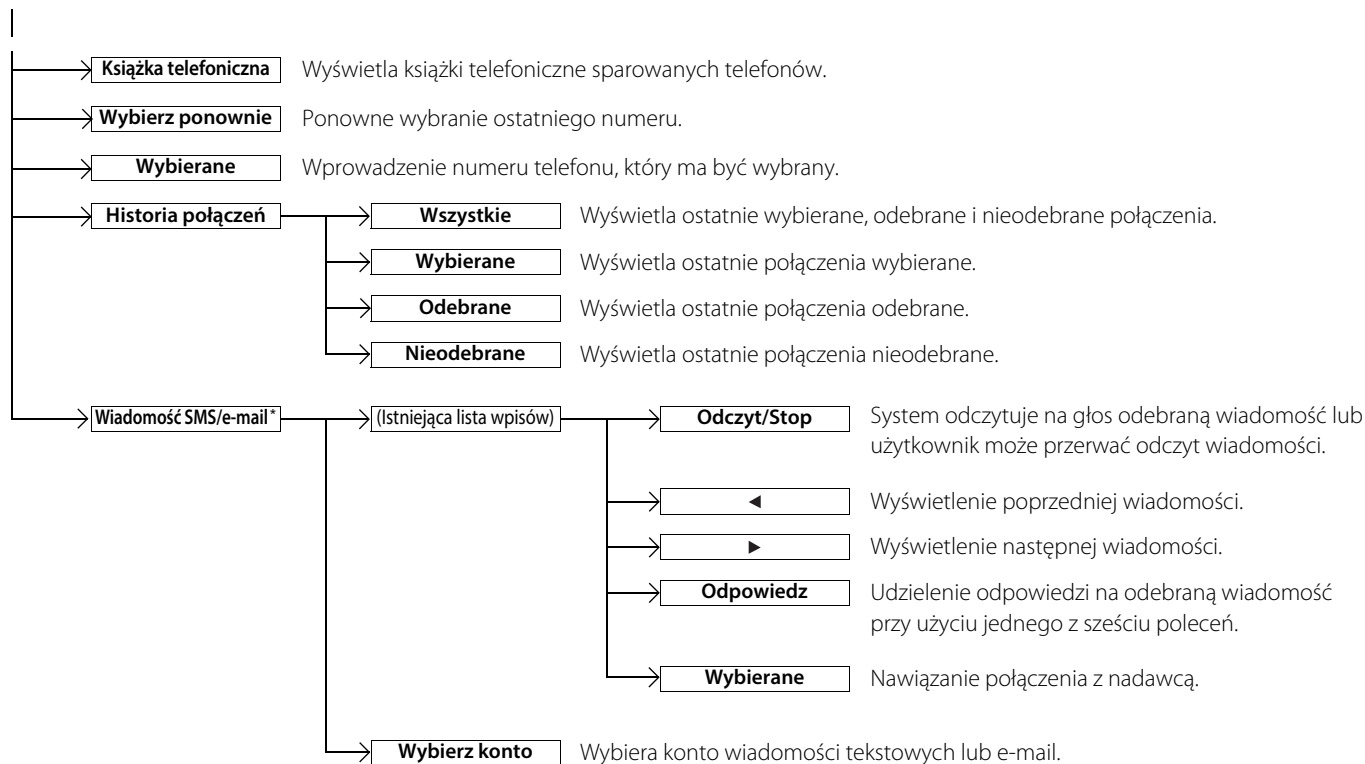 Książka telefoniczna Wyświetla książki telefoniczne sparowanych telefonów.
Wybierz ponownie Ponowne wybranie ostatniego numeru.
Wybierane Wprowadzenie numeru telefonu, który ma być wybrany.
Historia połączeń Wszystkie Wyświetla ostatnie wybierane, odebrane i nieodebrane połączenia.
Wybierane Wyświetla ostatnie połączenia wybierane.
Odebrane Wyświetla ostatnie połączenia odebrane.
Nieodebrane Wyświetla ostatnie połączenia nieodebrane.
Wiadomość SMS/e-mail* (Istniejąca lista wpisów) Odczyt/Stop System odczytuje na głos odebraną wiadomość lub
użytkownik może przerwać odczyt wiadomości.
◄ Wyświetlenie poprzedniej wiadomości.
► Wyświetlenie następnej wiadomości.
Odpowiedz Udzielenie odpowiedzi na odebraną wiadomość
przy użyciu jednego z sześciu poleceń.
Wybierane Nawiązanie połączenia z nadawcą.
Wybierz konto Wybiera konto wiadomości tekstowych lub e-mail.